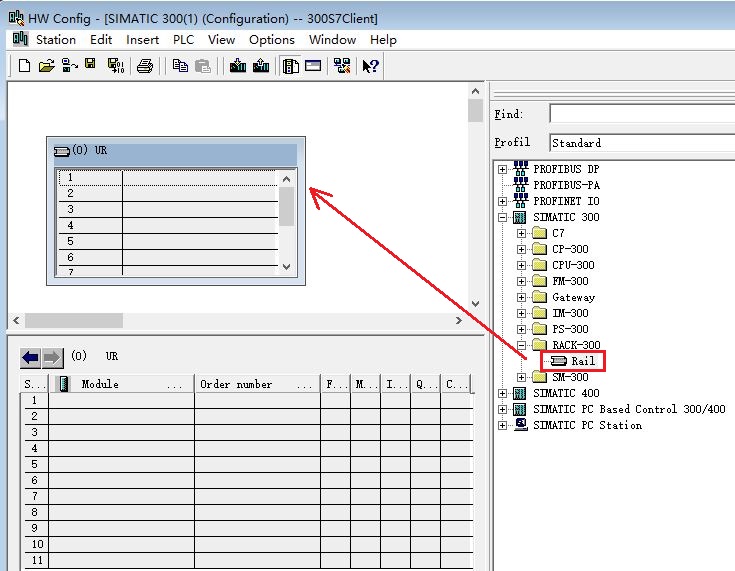 HW Config - [SIMATIC 300(1) (Configuration) -- 300S7Client]
Station Edit Insert PLC View Options Window Help
(0) UR
1
2
3
4
5
6
7
Find:
Profil Standard
PROFIBUS DP
PROFIBUS-PA
PROFINET IO
SIMATIC 300
C7
CP-300
CPU-300
FM-300
Gateway
IM-300
PS-300
RACK-300
Rail
SM-300
SIMATIC 400
SIMATIC PC Based Control 300/400
SIMATIC PC Station
(0) UR
S... Module ... Order number ... F... M... I... Q... C...
1
2
3
4
5
6
7
8
9
10
11